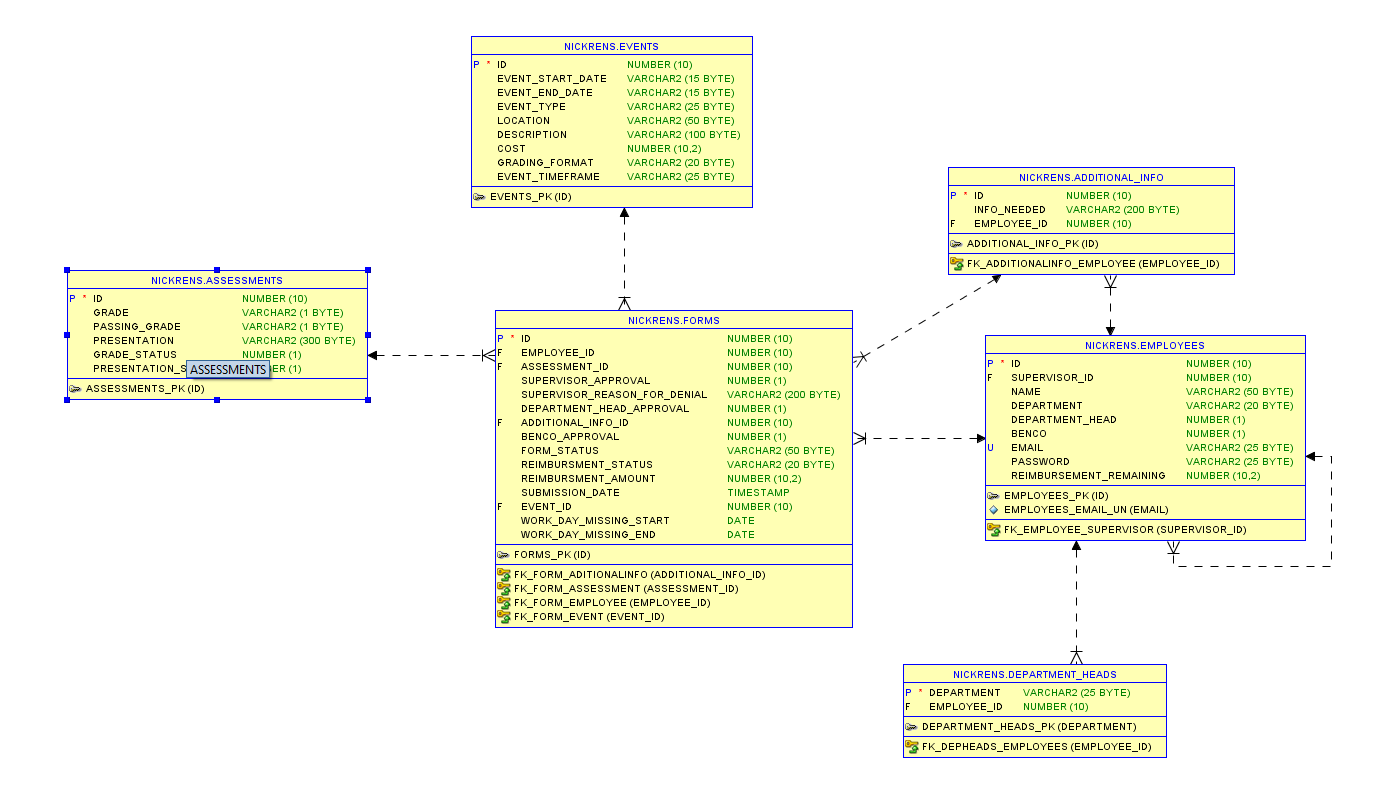 NICKRENS.EVENTS
P * ID NUMBER (10)
EVENT_START_DATE VARCHAR2 (15 BYTE)
EVENT_END_DATE VARCHAR2 (15 BYTE)
EVENT_TYPE VARCHAR2 (25 BYTE)
LOCATION VARCHAR2 (50 BYTE)
DESCRIPTION VARCHAR2 (100 BYTE)
COST NUMBER (10,2)
GRADING_FORMAT VARCHAR2 (20 BYTE)
EVENT_TIMEFRAME VARCHAR2 (25 BYTE)
EVENTS_PK (ID)
NICKRENS.ADDITIONAL_INFO
P * ID NUMBER (10)
INFO_NEEDED VARCHAR2 (200 BYTE)
F EMPLOYEE_ID NUMBER (10)
ADDITIONAL_INFO_PK (ID)
FK_ADDITIONALINFO_EMPLOYEE (EMPLOYEE_ID)
NICKRENS.ASSESSMENTS
P * ID NUMBER (10)
GRADE VARCHAR2 (1 BYTE)
PASSING_GRADE VARCHAR2 (1 BYTE)
PRESENTATION VARCHAR2 (300 BYTE)
GRADE_STATUS NUMBER (1)
PRESENTATION_S ER (1)
ASSESSMENTS
ASSESSMENTS_PK (ID)
NICKRENS.FORMS
P * ID NUMBER (10)
F EMPLOYEE_ID NUMBER (10)
F ASSESSMENT_ID NUMBER (10)
SUPERVISOR_APPROVAL NUMBER (1)
SUPERVISOR_REASON_FOR_DENIAL VARCHAR2 (200 BYTE)
DEPARTMENT_HEAD_APPROVAL NUMBER (1)
F ADDITIONAL_INFO_ID NUMBER (10)
BENCO_APPROVAL NUMBER (1)
FORM_STATUS VARCHAR2 (50 BYTE)
REIMBURSMENT_STATUS VARCHAR2 (20 BYTE)
REIMBURSMENT_AMOUNT NUMBER (10,2)
SUBMISSION_DATE TIMESTAMP
F EVENT_ID NUMBER (10)
WORK_DAY_MISSING_START DATE
WORK_DAY_MISSING_END DATE
FORMS_PK (ID)
FK_FORM_ADITIONALINFO (ADDITIONAL_INFO_ID)
FK_FORM_ASSESSMENT (ASSESSMENT_ID)
FK_FORM_EMPLOYEE (EMPLOYEE_ID)
FK_FORM_EVENT (EVENT_ID)
NICKRENS.EMPLOYEES
P * ID NUMBER (10)
F SUPERVISOR_ID NUMBER (10)
NAME VARCHAR2 (50 BYTE)
DEPARTMENT VARCHAR2 (20 BYTE)
DEPARTMENT_HEAD NUMBER (1)
BENCO NUMBER (1)
U EMAIL VARCHAR2 (25 BYTE)
PASSWORD VARCHAR2 (25 BYTE)
REIMBURSEMENT_REMAINING NUMBER (10,2)
EMPLOYEES_PK (ID)
EMPLOYEES_EMAIL_UN (EMAIL)
FK_EMPLOYEE_SUPERVISOR (SUPERVISOR_ID)
NICKRENS.DEPARTMENT_HEADS
P * DEPARTMENT VARCHAR2 (25 BYTE)
F EMPLOYEE_ID NUMBER (10)
DEPARTMENT_HEADS_PK (DEPARTMENT)
FK_DEPHEADS_EMPLOYEES (EMPLOYEE_ID)